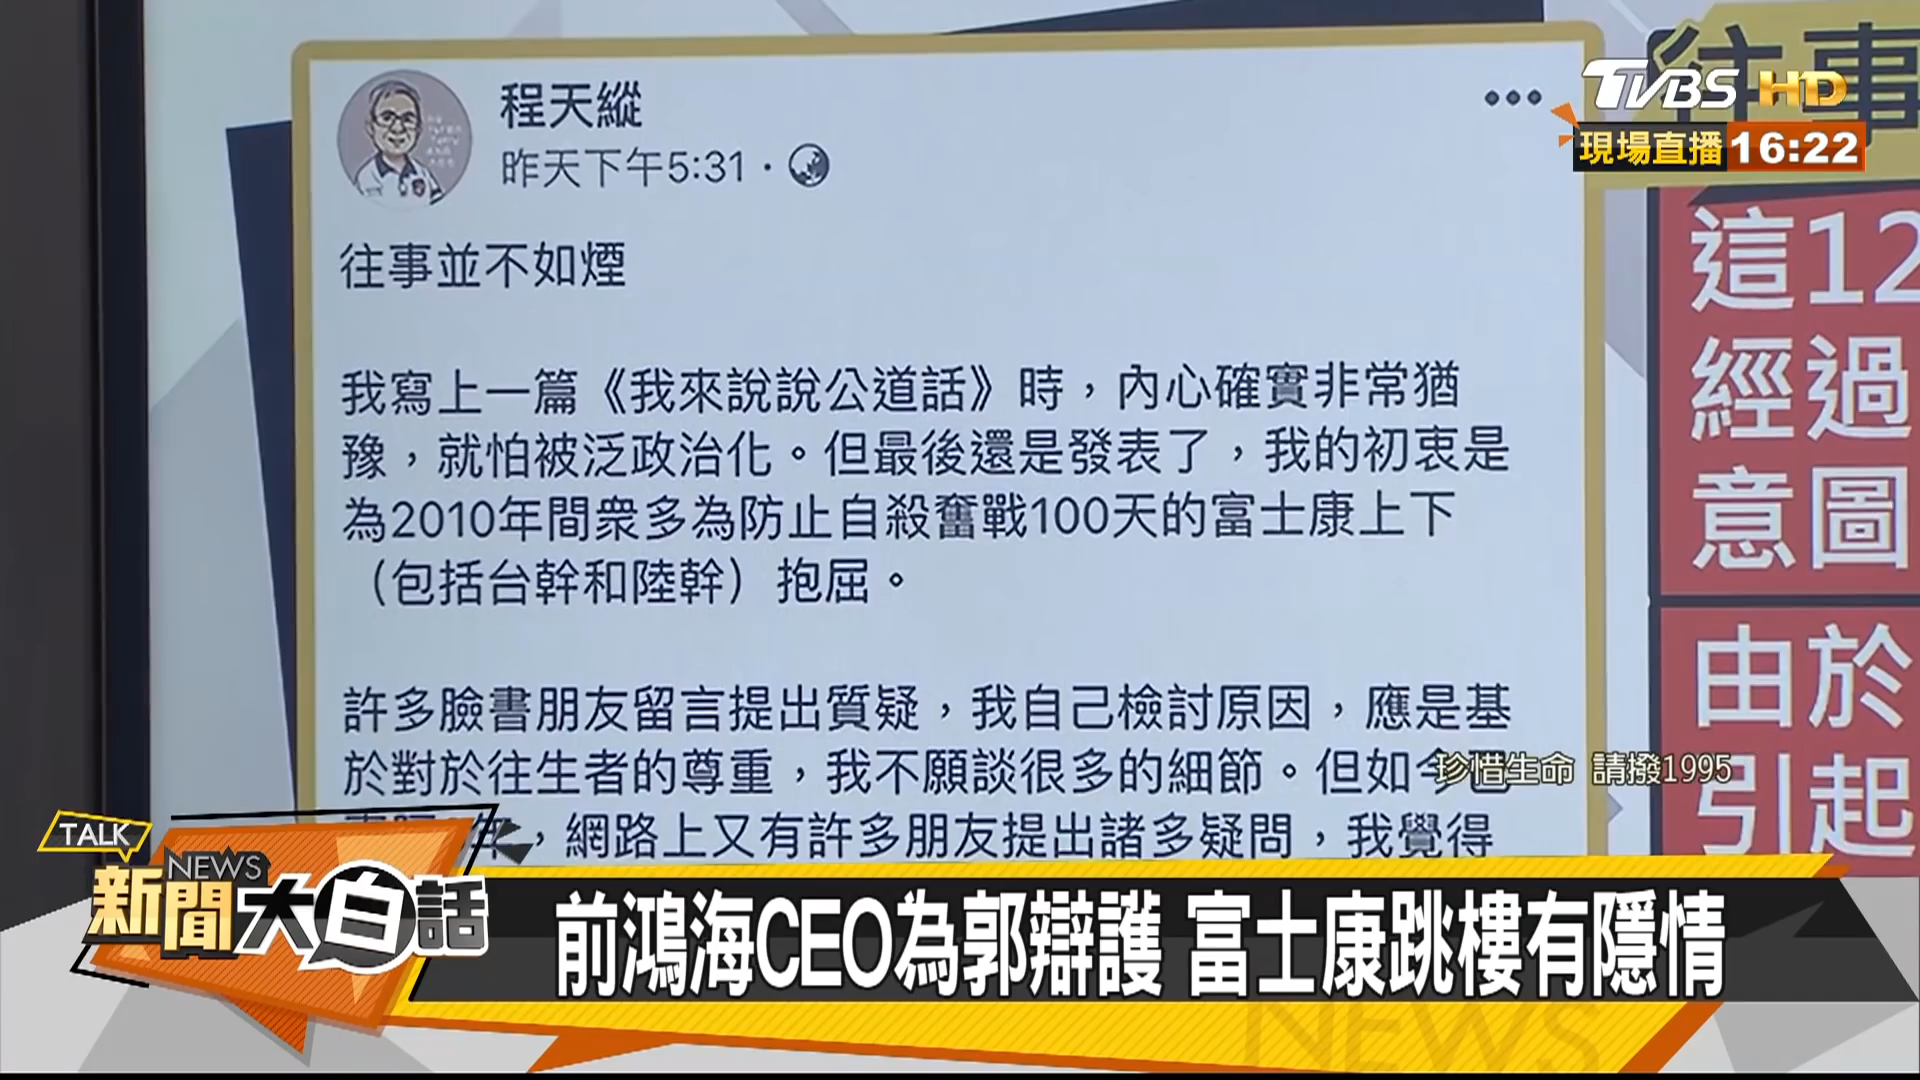 程天縱
昨天下午5:31
往事並不如煙
我寫上一篇《我來說說公道話》時，內心確實非常猶
豫，就怕被泛政治化。但最後還是發表了，我的初衷是
為2010年間眾多為防止自殺奮戰100天的富士康上下
（包括台幹和陸幹）抱屈。
許多臉書朋友留言提出質疑，我自己檢討原因，應是基
於對於往生者的尊重，我不願談很多的細節。但如今
年，網路上又有許多朋友提出諸多疑問，我覺得
往事
TVBS HD
現場直播 16:22
這12
經過
意圖
由於
引起
珍惜生命 請撥1995
TALK
NEWS
新聞大白話
前鴻海CEO為郭辯護 富士康跳樓有隱情
NEWS